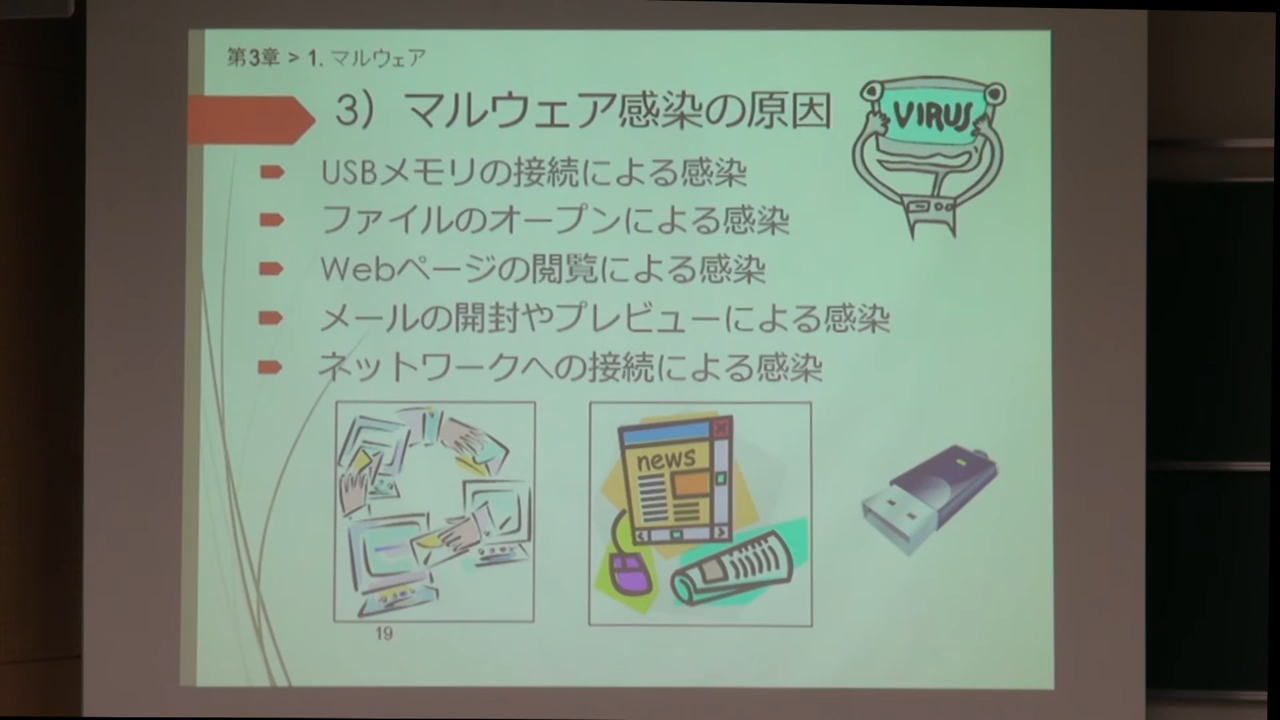 第3章 > 1. マルウェア
3）マルウェア感染の原因
VIRUS
USBメモリの接続による感染
ファイルのオープンによる感染
Webページの閲覧による感染
メールの開封やプレビューによる感染
ネットワークへの接続による感染
news
19